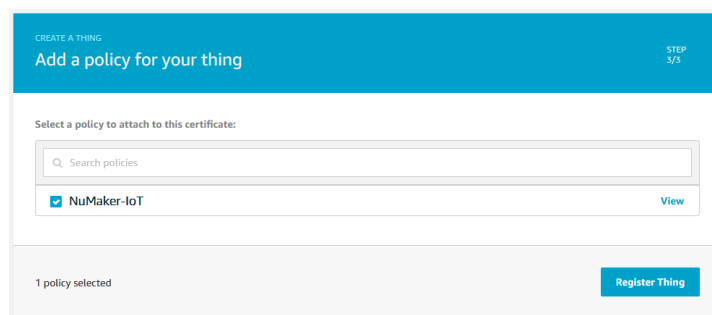 CREATE A THING
Add a policy for your thing
STEP
3/3
Select a policy to attach to this certificate:
Search policies
NuMaker-IoT
View
1 policy selected
Register Thing